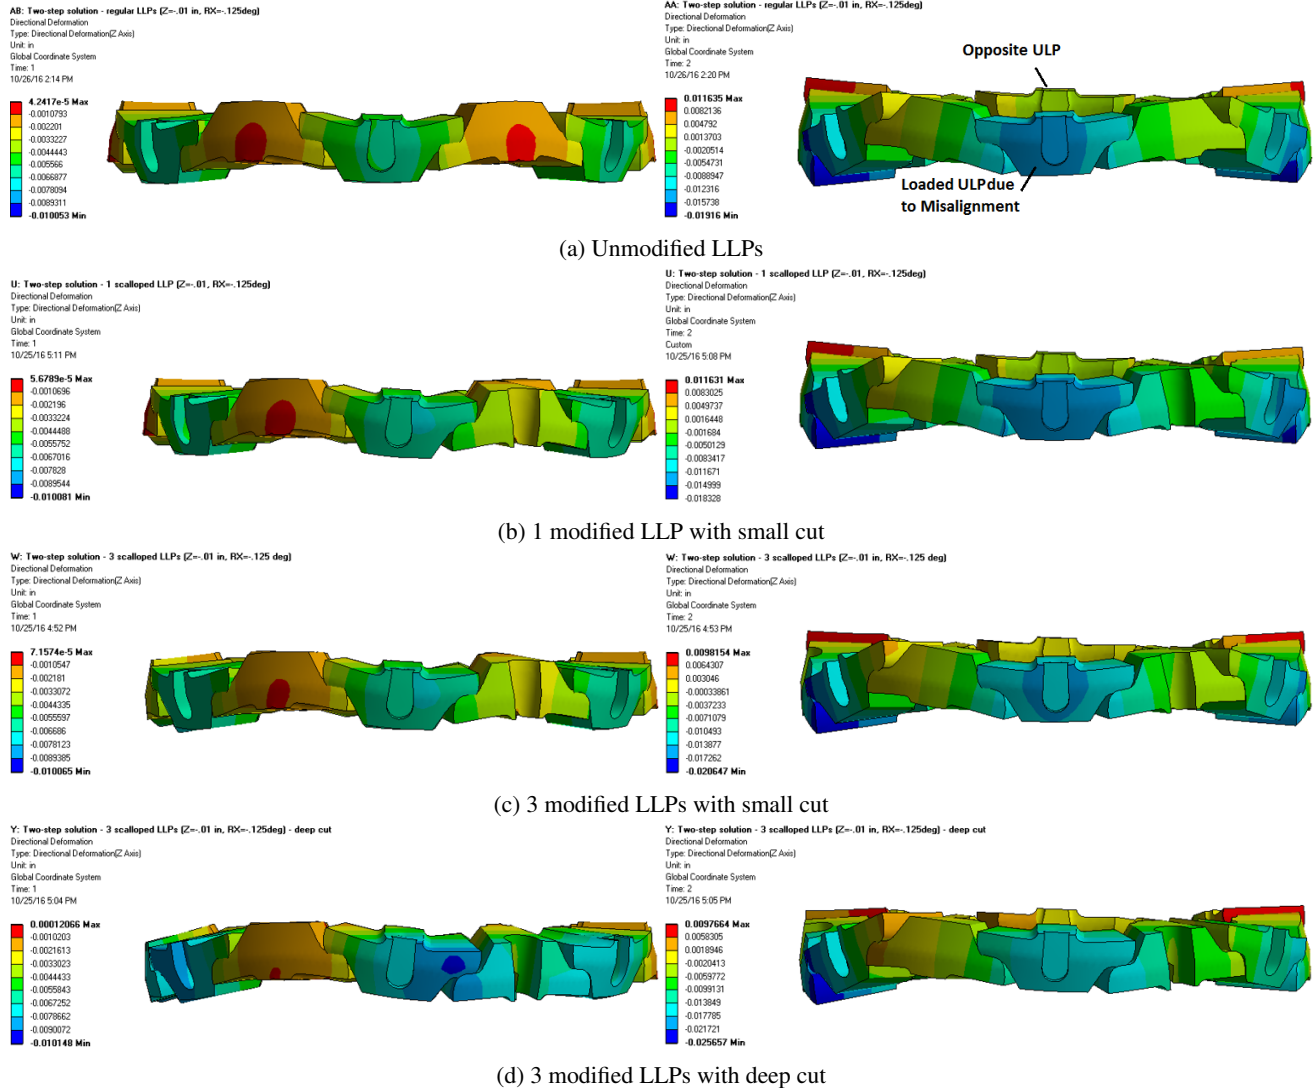 AB: Two-step solution - regular LLPs (Z=-.01 in, RX=-.125deg)
Directional Deformation
Type: Directional Deformation(Z Axis)
Unit: in
Global Coordinate System
Time: 1
10/26/16 2:14 PM
4.2417e-5 Max
-0.0010793
-0.002201
-0.0033227
-0.0044443
-0.005566
-0.0066877
-0.0078094
-0.0089311
-0.010053 Min
AA: Two-step solution - regular LLPs (Z=-.01 in, RX=-.125deg)
Directional Deformation
Type: Directional Deformation(Z Axis)
Unit: in
Global Coordinate System
Time: 2
10/26/16 2:20 PM
0.011635 Max
0.0082136
0.004792
0.0013703
-0.0020514
-0.0054731
-0.0088947
-0.012316
-0.015738
-0.01916 Min
Opposite ULP
Loaded ULP due
to Misalignment
(a) Unmodified LLPs
U: Two-step solution - 1 scalloped LLP (Z=-.01, RX=-.125deg)
Directional Deformation
Type: Directional Deformation(Z Axis)
Unit: in
Global Coordinate System
Time: 1
10/25/16 5:11 PM
5.6789e-5 Max
-0.0010696
-0.002196
-0.0033224
-0.0044488
-0.0055752
-0.0067016
-0.007828
-0.0089544
-0.010081 Min
U: Two-step solution - 1 scalloped LLP (Z=-.01, RX=-.125deg)
Directional Deformation
Type: Directional Deformation(Z Axis)
Unit: in
Global Coordinate System
Time: 2
Custom
10/25/16 5:08 PM
0.011631 Max
0.0083025
0.0049737
0.0016448
-0.001684
-0.0050129
-0.0083417
-0.011671
-0.014999
-0.018328
(b) 1 modified LLP with small cut
W: Two-step solution - 3 scalloped LLPs (Z=-.01 in, RX=-.125 deg)
Directional Deformation
Type: Directional Deformation(Z Axis)
Unit: in
Global Coordinate System
Time: 1
10/25/16 4:52 PM
7.1574e-5 Max
-0.0010547
-0.002181
-0.0033072
-0.0044335
-0.0055597
-0.006686
-0.0078123
-0.0089385
-0.010065 Min
W: Two-step solution - 3 scalloped LLPs (Z=-.01 in, RX=-.125 deg)
Directional Deformation
Type: Directional Deformation(Z Axis)
Unit: in
Global Coordinate System
Time: 2
10/25/16 4:53 PM
0.0098154 Max
0.0064307
0.003046
-0.00033861
-0.0037233
-0.0071079
-0.010493
-0.013877
-0.017262
-0.020647 Min
(c) 3 modified LLPs with small cut
Y: Two-step solution - 3 scalloped LLPs (Z=-.01 in, RX=-.125deg) - deep cut
Directional Deformation
Type: Directional Deformation(Z Axis)
Unit: in
Global Coordinate System
Time: 1
10/25/16 5:04 PM
0.00012066 Max
-0.0010203
-0.0021613
-0.0033023
-0.0044433
-0.0055843
-0.0067252
-0.0078662
-0.0090072
-0.010148 Min
Y: Two-step solution - 3 scalloped LLPs (Z=-.01 in, RX=-.125deg) - deep cut
Directional Deformation
Type: Directional Deformation(Z Axis)
Unit: in
Global Coordinate System
Time: 2
10/25/16 5:05 PM
0.0097664 Max
0.0058305
0.0018946
-0.0020413
-0.0059772
-0.0099131
-0.013849
-0.017785
-0.021721
-0.025657 Min
(d) 3 modified LLPs with deep cut